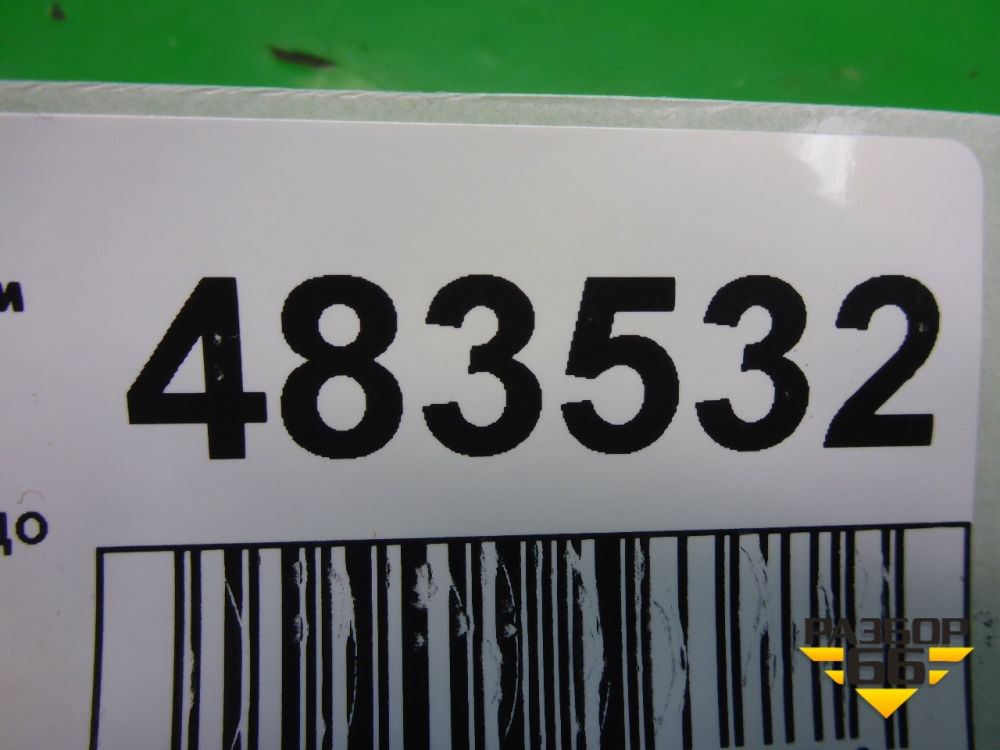 и 483532
до
РАЗБОР
66